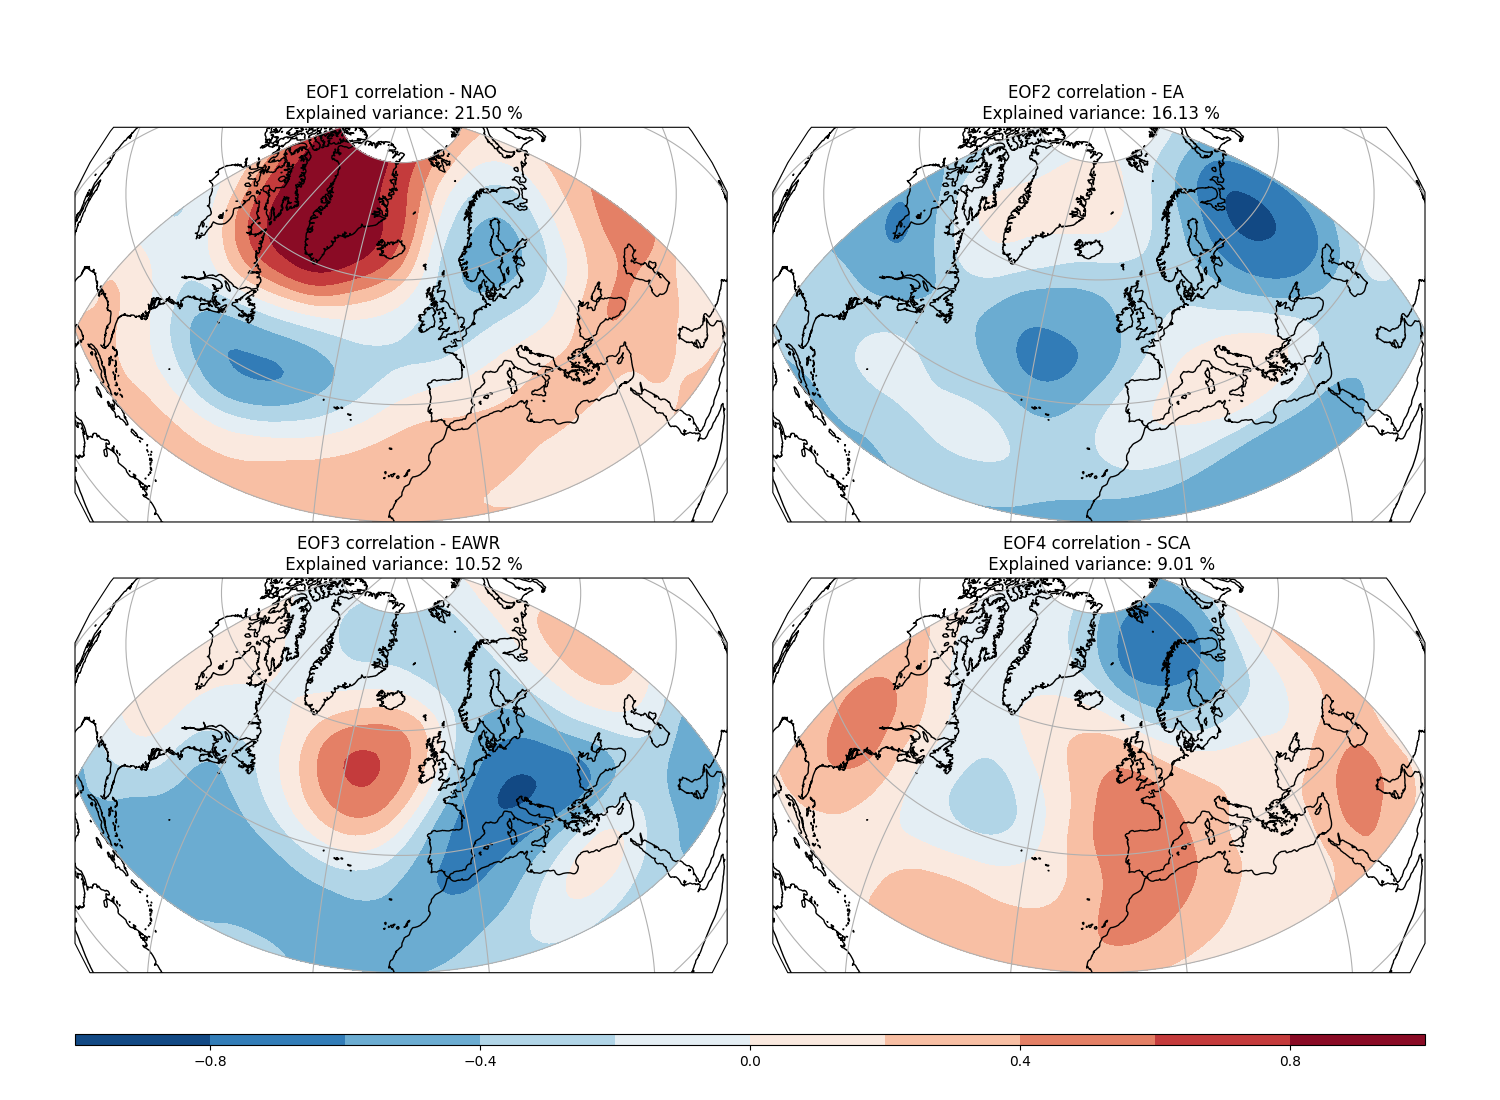 EOF1 correlation - NAO
Explained variance: 21.50 %
EOF2 correlation - EA
Explained variance: 16.13 %
EOF3 correlation - EAWR
Explained variance: 10.52 %
EOF4 correlation - SCA
Explained variance: 9.01 %
−0.8 −0.4 0.0 0.4 0.8